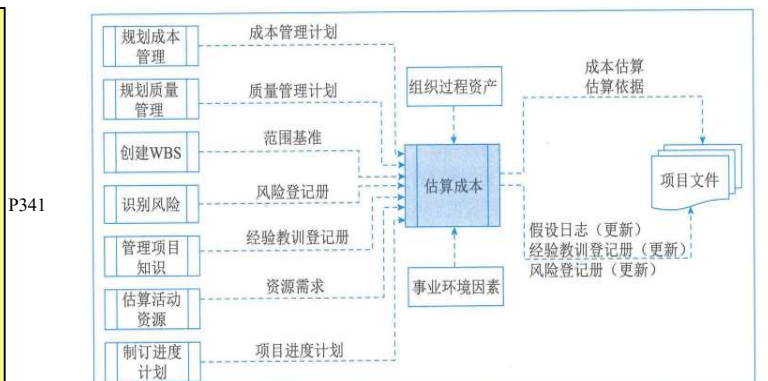 P341
规划成本
管理
成本管理计划
规划质量
管理
质量管理计划
创建WBS
范围基准
识别风险
风险登记册
管理项目
知识
经验教训登记册
估算活动
资源
资源需求
制订进度
计划
项目进度计划
组织过程资产
估算成本
事业环境因素
成本估算
估算依据
项目文件
假设日志（更新）
经验教训登记册（更新）
风险登记册（更新）